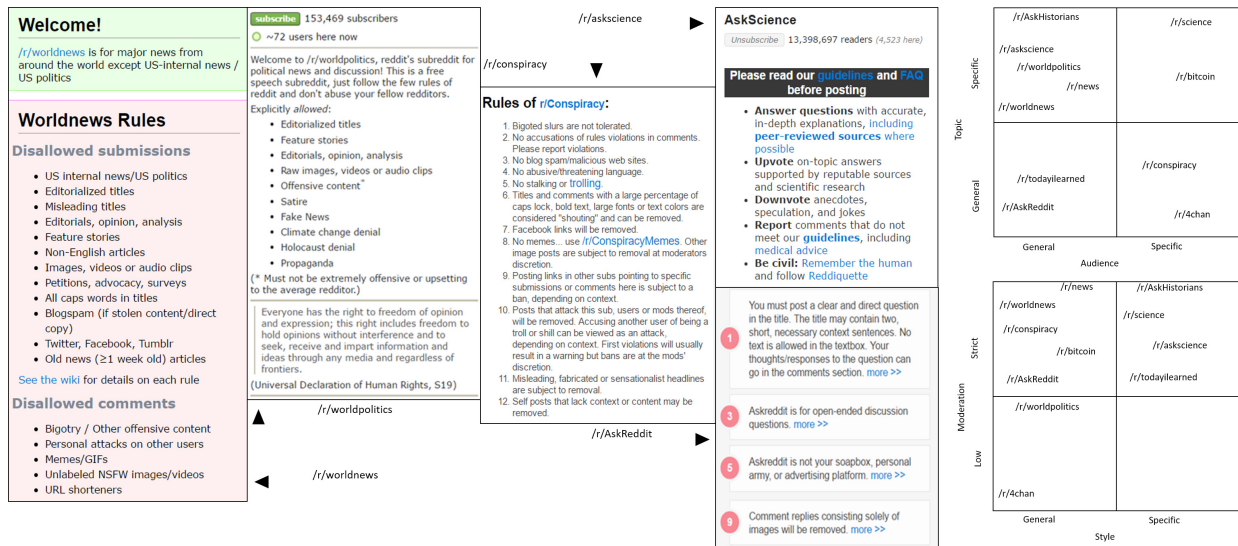 Welcome!
/r/worldnews is for major news from
around the world except US-internal news /
US politics
Worldnews Rules
Disallowed submissions
• US internal news/US politics
• Editorialized titles
• Misleading titles
• Editorials, opinion, analysis
• Feature stories
• Non-English articles
• Images, videos or audio clips
• Petitions, advocacy, surveys
• All caps words in titles
• Blogspam (if stolen content/direct
copy)
• Twitter, Facebook, Tumblr
• Old news (≥1 week old) articles
See the wiki for details on each rule
Disallowed comments
• Bigotry / Other offensive content
• Personal attacks on other users
• Memes/GIFs
• Unlabeled NSFW images/videos
• URL shorteners
subscribe 153,469 subscribers
~72 users here now
Welcome to /r/worldpolitics, reddit's subreddit for
political news and discussion! This is a free
speech subreddit, just follow the few rules of
reddit and don't abuse your fellow redditors.
Explicitly allowed:
• Editorialized titles
• Feature stories
• Editorials, opinion, analysis
• Raw images, videos or audio clips
• Offensive content*
• Satire
• Fake News
• Climate change denial
• Holocaust denial
• Propaganda
(* Must not be extremely offensive or upsetting
to the average redditor.)
Everyone has the right to freedom of opinion
and expression; this right includes freedom to
hold opinions without interference and to
seek, receive and impart information and
ideas through any media and regardless of
frontiers.
(Universal Declaration of Human Rights, S19)
/r/worldpolitics
/r/worldnews
/r/askscience
/r/conspiracy
Rules of r/Conspiracy:
1. Bigoted slurs are not tolerated.
2. No accusations of rules violations in comments.
Please report violations.
3. No blog spam/malicious web sites.
4. No abusive/threatening language.
5. No stalking or trolling.
6. Titles and comments with a large percentage of
caps lock, bold text, large fonts or text colors are
considered "shouting" and can be removed.
7. Facebook links will be removed.
8. No memes... use /r/ConspiracyMemes. Other
image posts are subject to removal at moderators
discretion.
9. Posting links in other subs pointing to specific
submissions or comments here is subject to a
ban, depending on context.
10. Posts that attack this sub, users or mods thereof,
will be removed. Accusing another user of being a
troll or shill can be viewed as an attack,
depending on context. First violations will usually
result in a warning but bans are at the mods'
discretion.
11. Misleading, fabricated or sensationalist headlines
are subject to removal.
12. Self posts that lack context or content may be
removed.
/r/AskReddit
AskScience
Unsubscribe 13,398,697 readers (4,523 here)
Please read our guidelines and FAQ
before posting
• Answer questions with accurate,
in-depth explanations, including
peer-reviewed sources where
possible
• Upvote on-topic answers
supported by reputable sources
and scientific research
• Downvote anecdotes,
speculation, and jokes
• Report comments that do not
meet our guidelines, including
medical advice
• Be civil: Remember the human
and follow Reddiquette
1 You must post a clear and direct question
in the title. The title may contain two,
short, necessary context sentences. No
text is allowed in the textbox. Your
thoughts/responses to the question can
go in the comments section. more >>
3 Askreddit is for open-ended discussion
questions. more >>
5 Askreddit is not your soapbox, personal
army, or advertising platform. more >>
9 Comment replies consisting solely of
images will be removed. more >>
/r/AskHistorians
/r/science
/r/askscience
/r/worldpolitics
/r/bitcoin
/r/news
/r/worldnews
/r/conspiracy
/r/todayilearned
/r/AskReddit
/r/4chan
Specific
General
Topic
General
Specific
Audience
/r/news
/r/AskHistorians
/r/worldnews
/r/science
/r/conspiracy
/r/bitcoin
/r/askscience
/r/AskReddit
/r/todayilearned
/r/worldpolitics
/r/4chan
Strict
Low
Moderation
General
Specific
Style